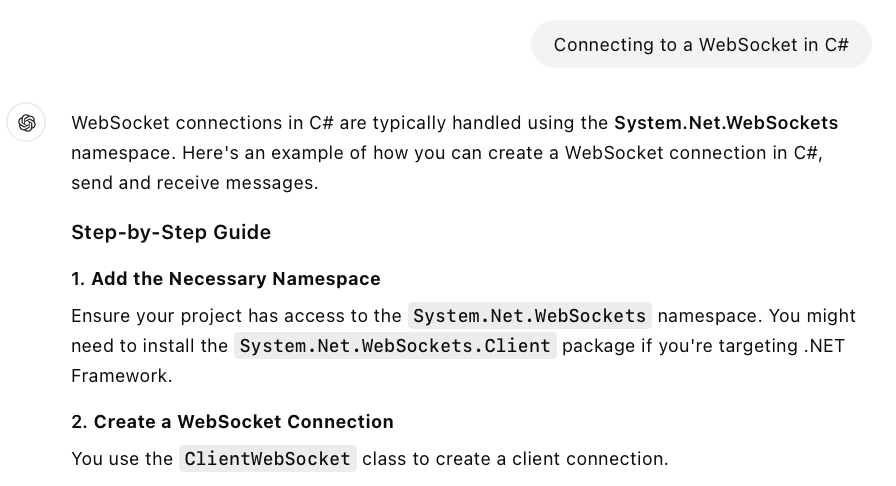 Connecting to a WebSocket in C#
WebSocket connections in C# are typically handled using the System.Net.WebSockets
namespace. Here's an example of how you can create a WebSocket connection in C#,
send and receive messages.
Step-by-Step Guide
1. Add the Necessary Namespace
Ensure your project has access to the System.Net.WebSockets namespace. You might
need to install the System.Net.WebSockets.Client package if you're targeting .NET
Framework.
2. Create a WebSocket Connection
You use the ClientWebSocket class to create a client connection.